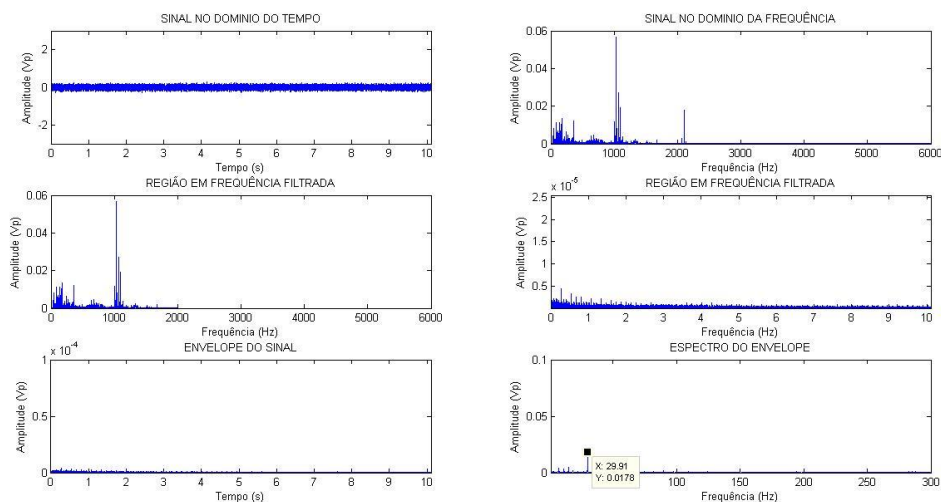 SINAL NO DOMINIO DO TEMPO
Amplitude (Vp)
2
0
-2
0 1 2 3 4 5 6 7 8 9 10
Tempo (s)
SINAL NO DOMINIO DA FREQUÊNCIA
Amplitude (Vp)
0.06
0.04
0.02
0
0 1000 2000 3000 4000 5000 6000
Frequência (Hz)
REGIÃO EM FREQUÊNCIA FILTRADA
Amplitude (Vp)
0.06
0.04
0.02
0
0 1000 2000 3000 4000 5000 6000
Frequência (Hz)
REGIÃO EM FREQUÊNCIA FILTRADA
x 10-5
Amplitude (Vp)
2.5
2
1.5
1
0.5
0 1 2 3 4 5 6 7 8 9 10
Frequência (Hz)
ENVELOPE DO SINAL
x 10-4
Amplitude (Vp)
1
0.5
0
0 1 2 3 4 5 6 7 8 9 10
Tempo (s)
ESPECTRO DO ENVELOPE
Amplitude (Vp)
0.1
0.05
0
X: 29.91
Y: 0.0178
50 100 150 200 250 300
Frequência (Hz)